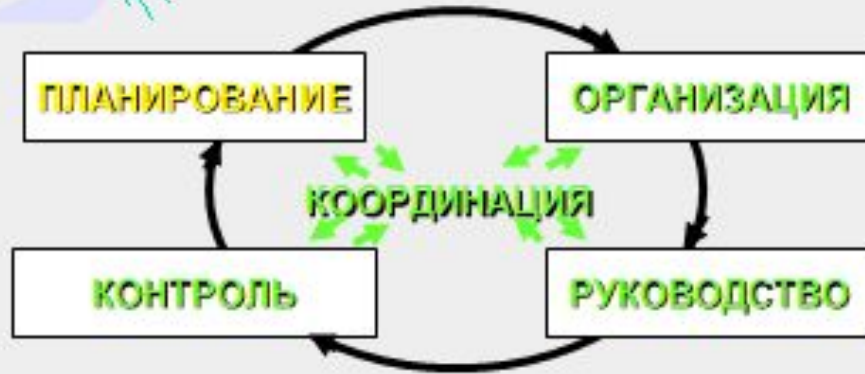 ПЛАНИРОВАНИЕ
ОРГАНИЗАЦИЯ
КООРДИНАЦИЯ
КОНТРОЛЬ
РУКОВОДСТВО